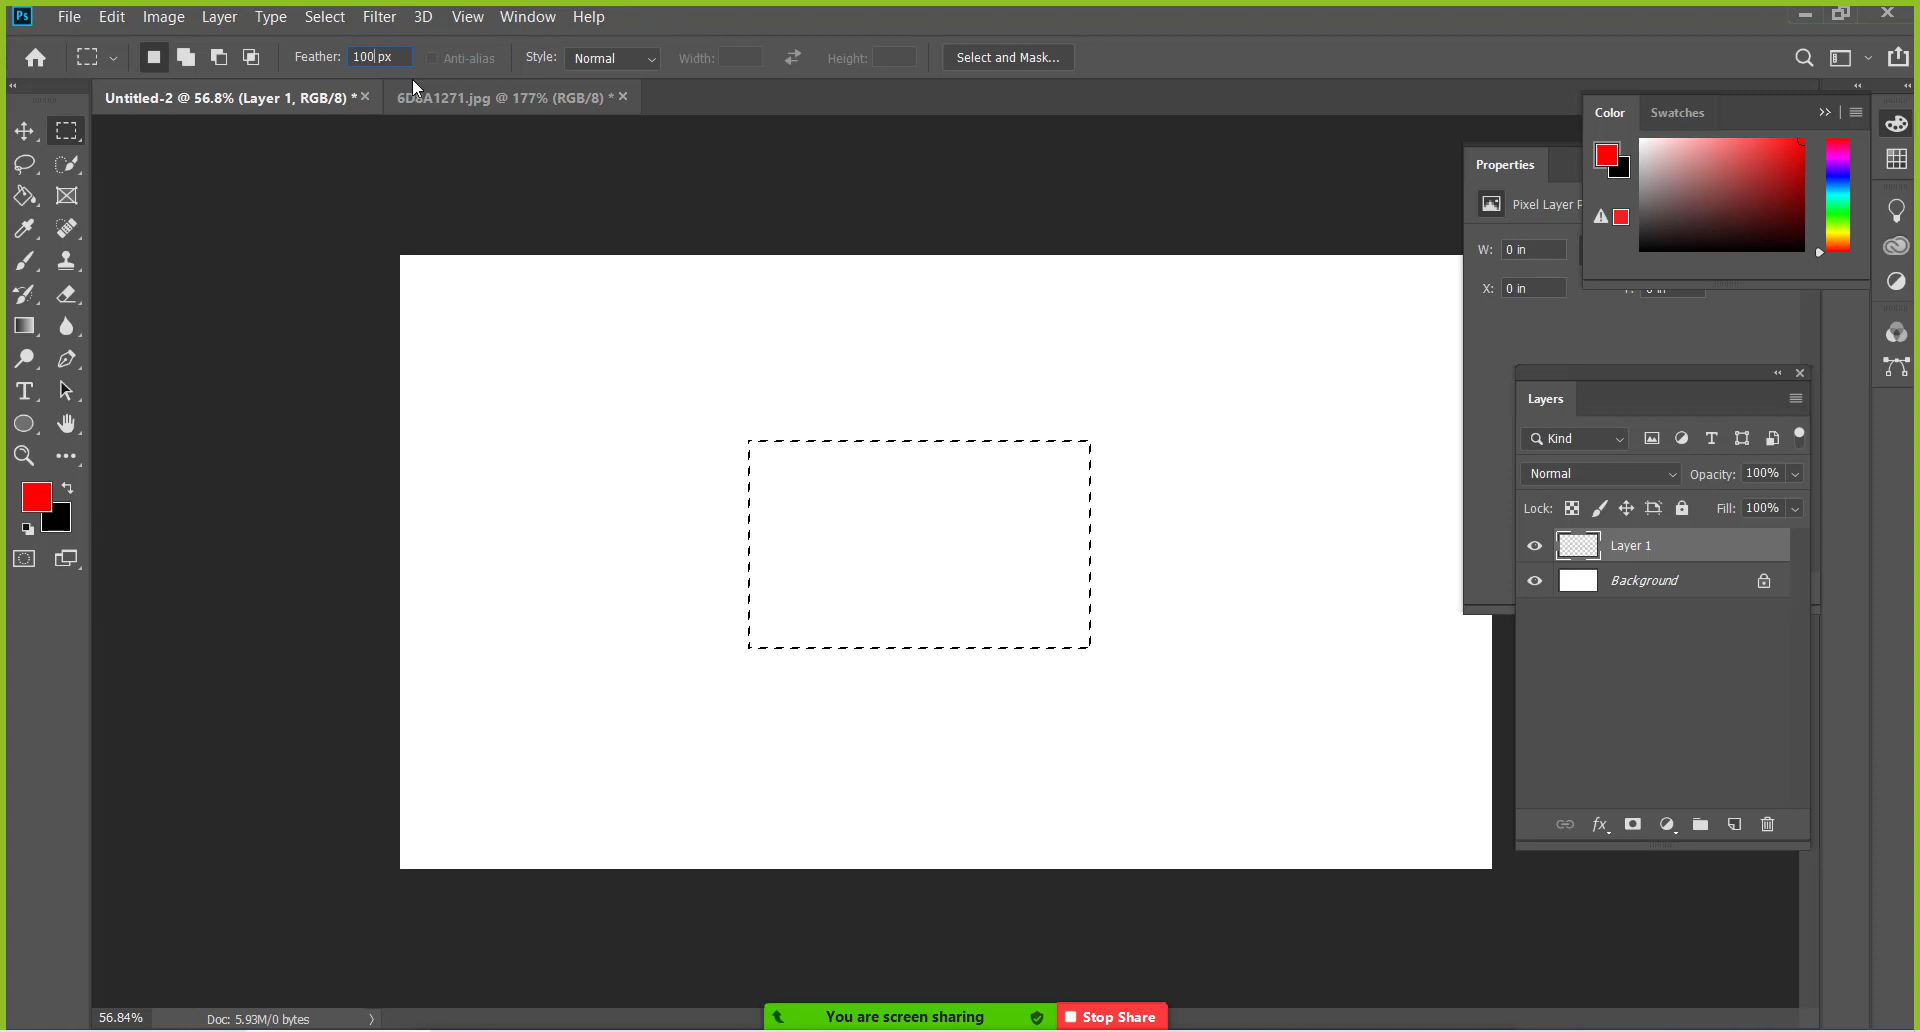 Ps File Edit Image Layer Type Select Filter 3D View Window Help
Feather: 100 px Anti-alias Style: Normal Width: Height: Select and Mask...
Untitled-2 @ 56.8% (Layer 1, RGB/8) * 6D8A1271.jpg @ 177% (RGB/8) *
Color Swatches
Properties
Pixel Layer P
W: 0 in
X: 0 in
Layers
Kind
Normal Opacity: 100%
Lock: Fill: 100%
Layer 1
Background
fx
56.84% Doc: 5.93M/0 bytes
You are screen sharing Stop Share